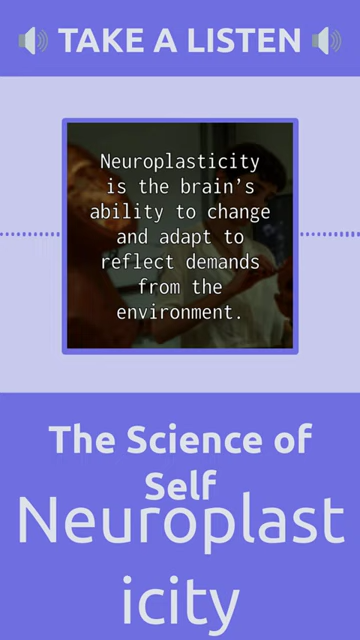 TAKE A LISTEN
Neuroplasticity
is the brain's
ability to change
and adapt to
reflect demands
from the
environment.
The Science of
Self
Neuroplast
icity